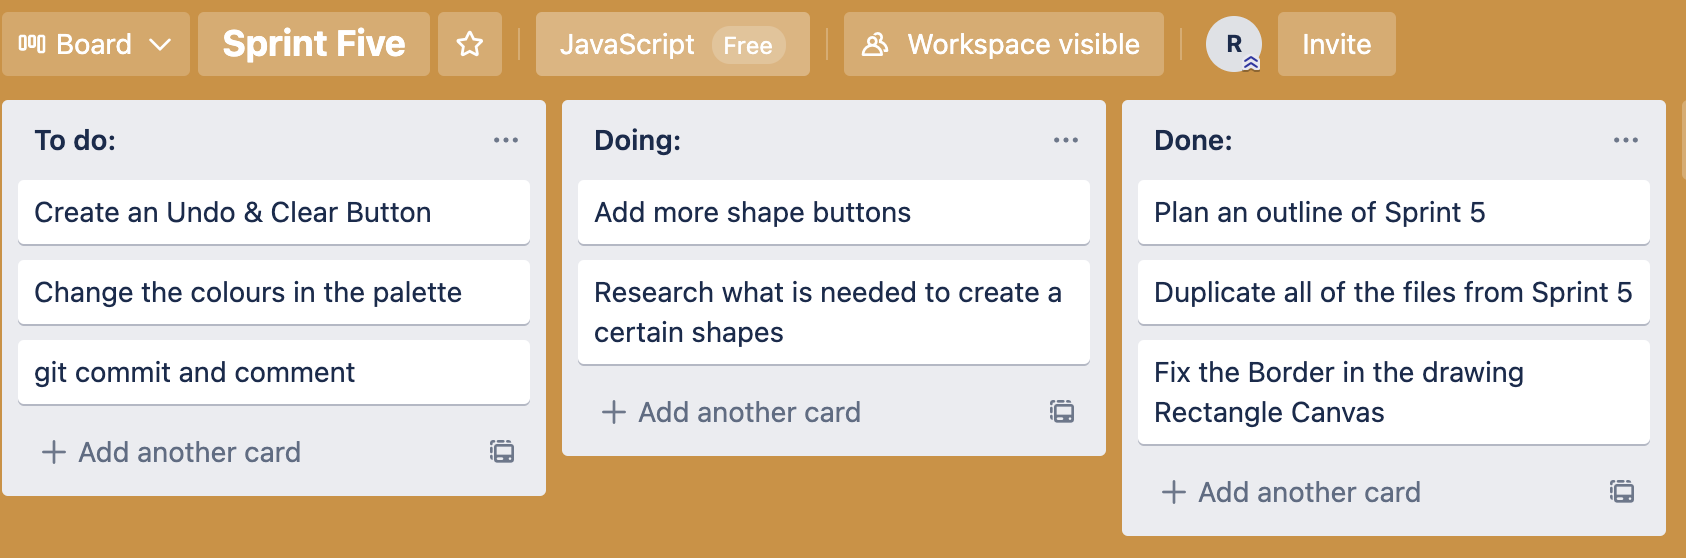 Board
Sprint Five
JavaScript Free
Workspace visible
R
Invite
To do:
Create an Undo & Clear Button
Change the colours in the palette
git commit and comment
Add another card
Doing:
Add more shape buttons
Research what is needed to create a
certain shapes
Add another card
Done:
Plan an outline of Sprint 5
Duplicate all of the files from Sprint 5
Fix the Border in the drawing
Rectangle Canvas
Add another card